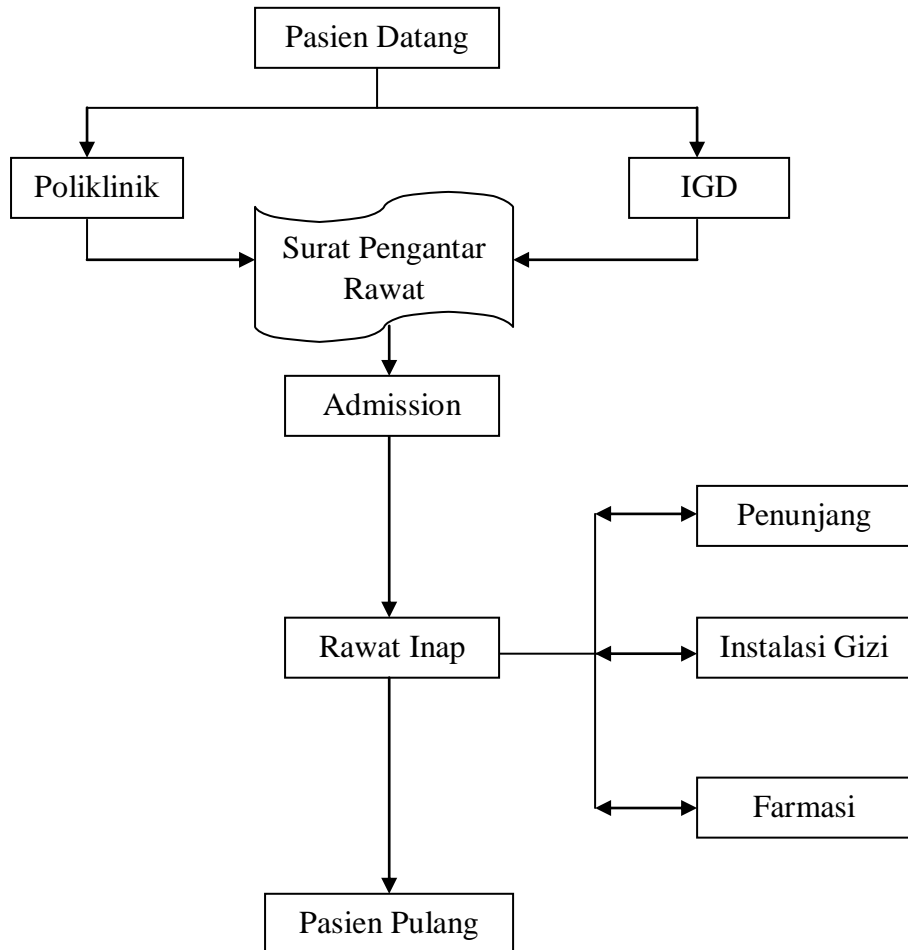 Pasien Datang
Poliklinik
IGD
Surat Pengantar
Rawat
Admission
Penunjang
Rawat Inap
Instalasi Gizi
Farmasi
Pasien Pulang